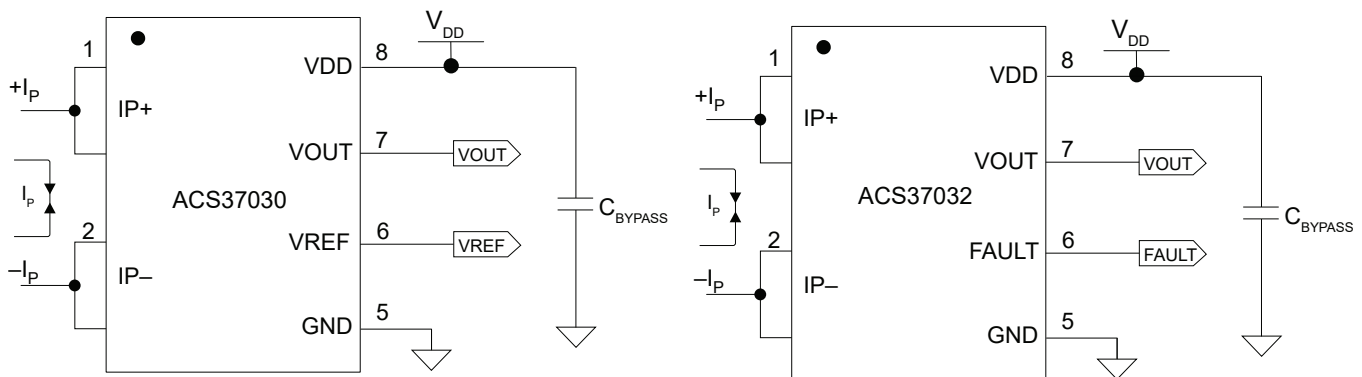 V_DD
1
8
VDD
+I_P
IP+
VOUT
7
VOUT
I_P
ACS37030
C_BYPASS
2
VREF
6
VREF
–I_P
IP–
GND
5
V_DD
1
8
VDD
+I_P
IP+
VOUT
7
VOUT
I_P
ACS37032
C_BYPASS
2
FAULT
6
FAULT
–I_P
IP–
GND
5